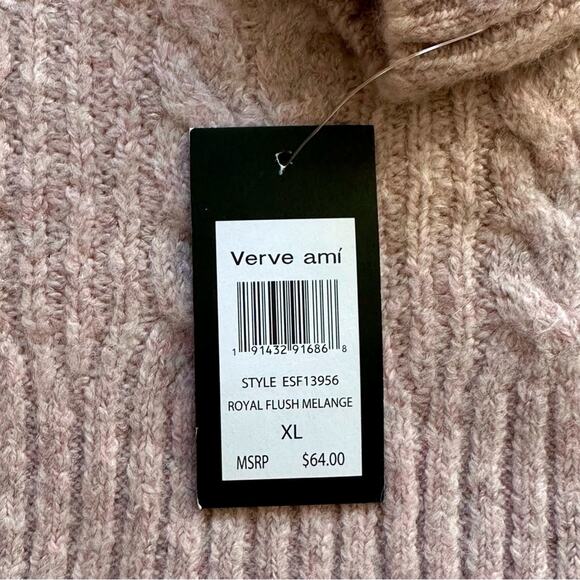 Verve amí
1 91432 91686 8
STYLE ESF13956
ROYAL FLUSH MELANGE
XL
MSRP $64.00